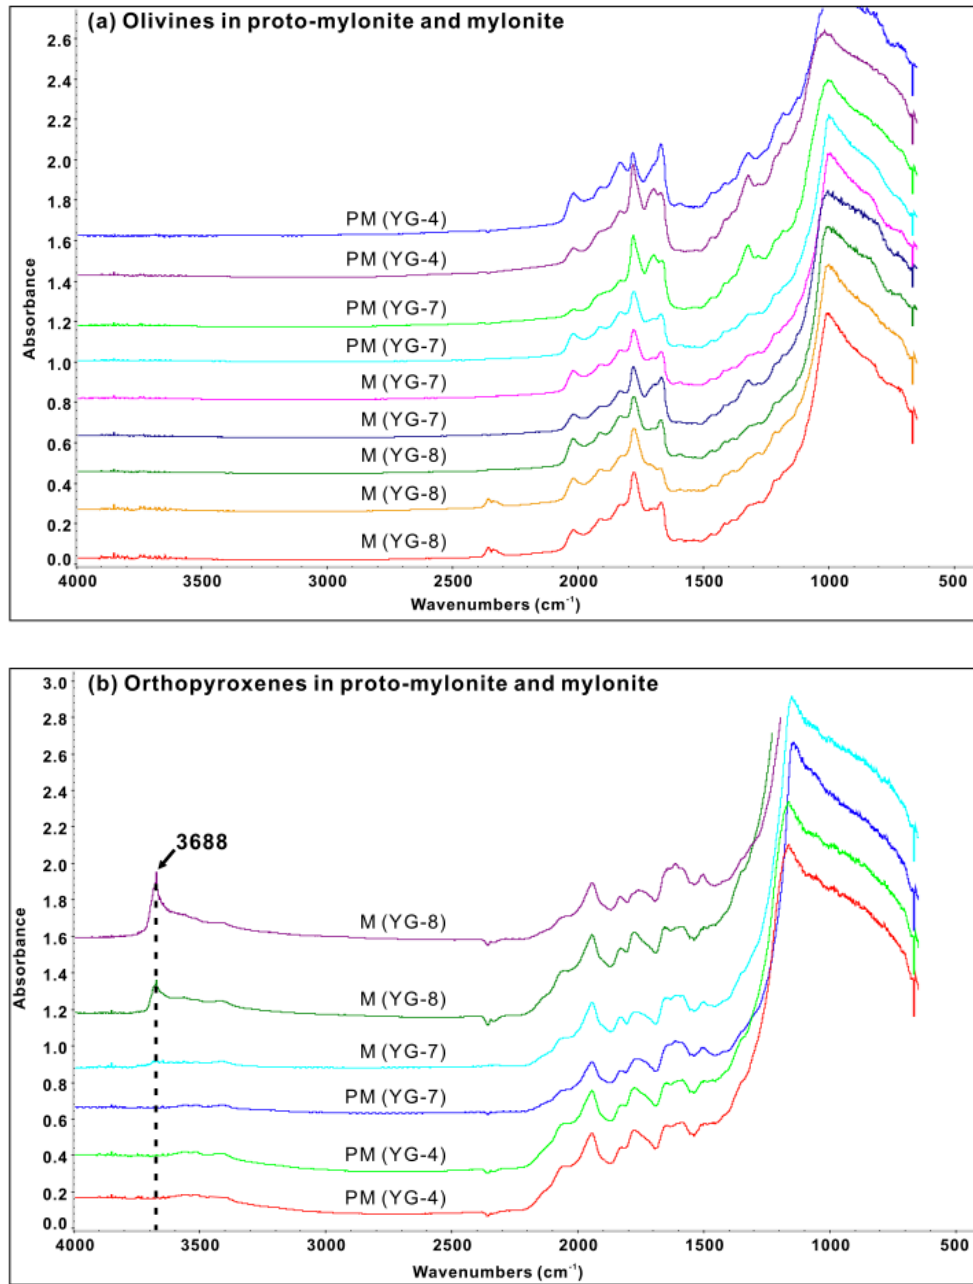 (a) Olivines in proto-mylonite and mylonite
2.6
2.4
2.2
2.0
1.8
1.6
1.4
1.2
1.0
0.8
0.6
0.4
0.2
0.0
Absorbance
PM (YG-4)
PM (YG-4)
PM (YG-7)
PM (YG-7)
M (YG-7)
M (YG-7)
M (YG-8)
M (YG-8)
M (YG-8)
4000 3500 3000 2500 2000 1500 1000 500
Wavenumbers (cm⁻¹)
(b) Orthopyroxenes in proto-mylonite and mylonite
3.0
2.8
2.6
2.4
2.2
2.0
1.8
1.6
1.4
1.2
1.0
0.8
0.6
0.4
0.2
0.0
Absorbance
3688
M (YG-8)
M (YG-8)
M (YG-7)
PM (YG-7)
PM (YG-4)
PM (YG-4)
4000 3500 3000 2500 2000 1500 1000 500
Wavenumbers (cm⁻¹)